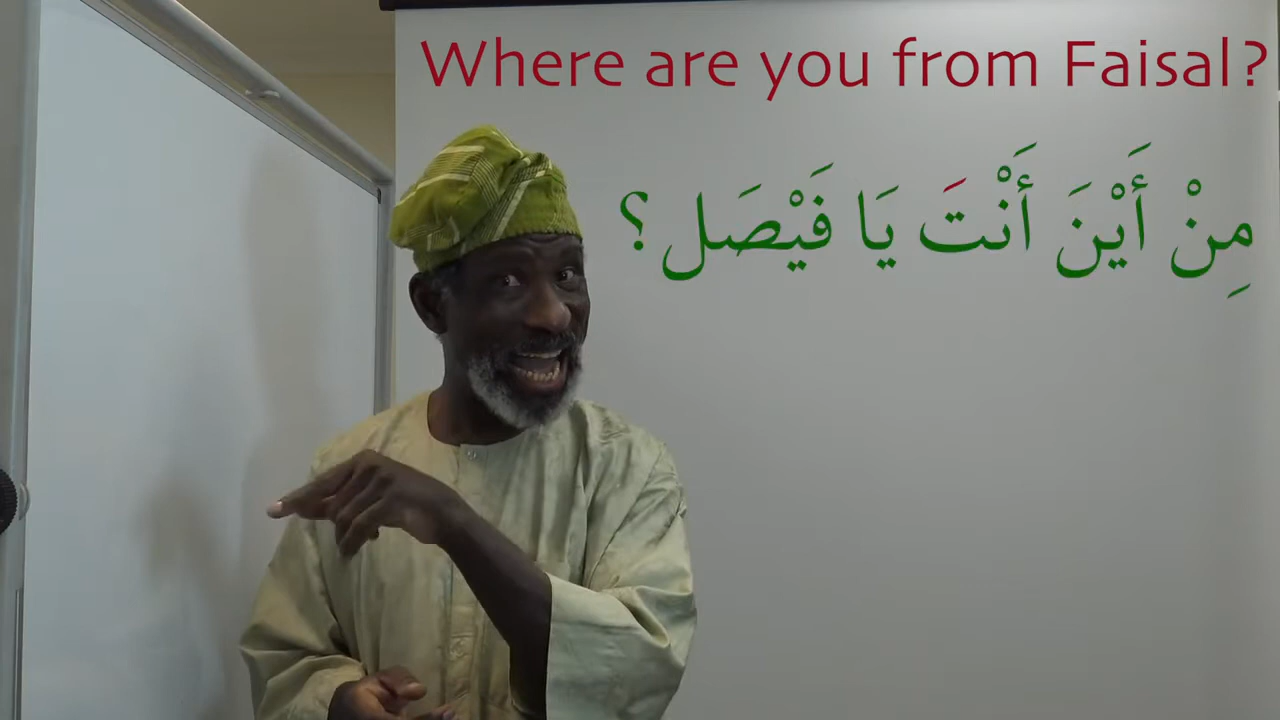 Where are you from Faisal?
مِنْ أَيْنَ أَنْتَ يَا فَيْصَل؟